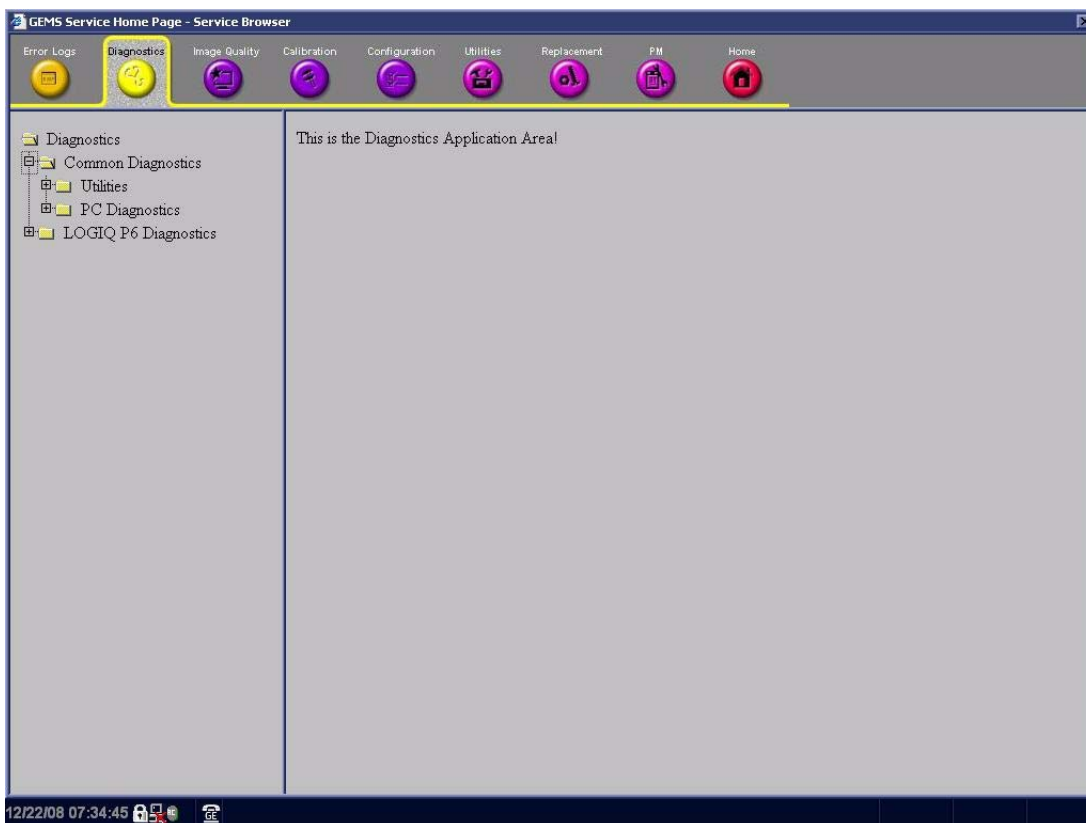 GEMS Service Home Page - Service Browser
Error Logs Diagnostics Image Quality Calibration Configuration Utilities Replacement PM Home
Diagnostics
Common Diagnostics
Utilities
PC Diagnostics
LOGIQ P6 Diagnostics
This is the Diagnostics Application Area!
12/22/08 07:34:45
GE